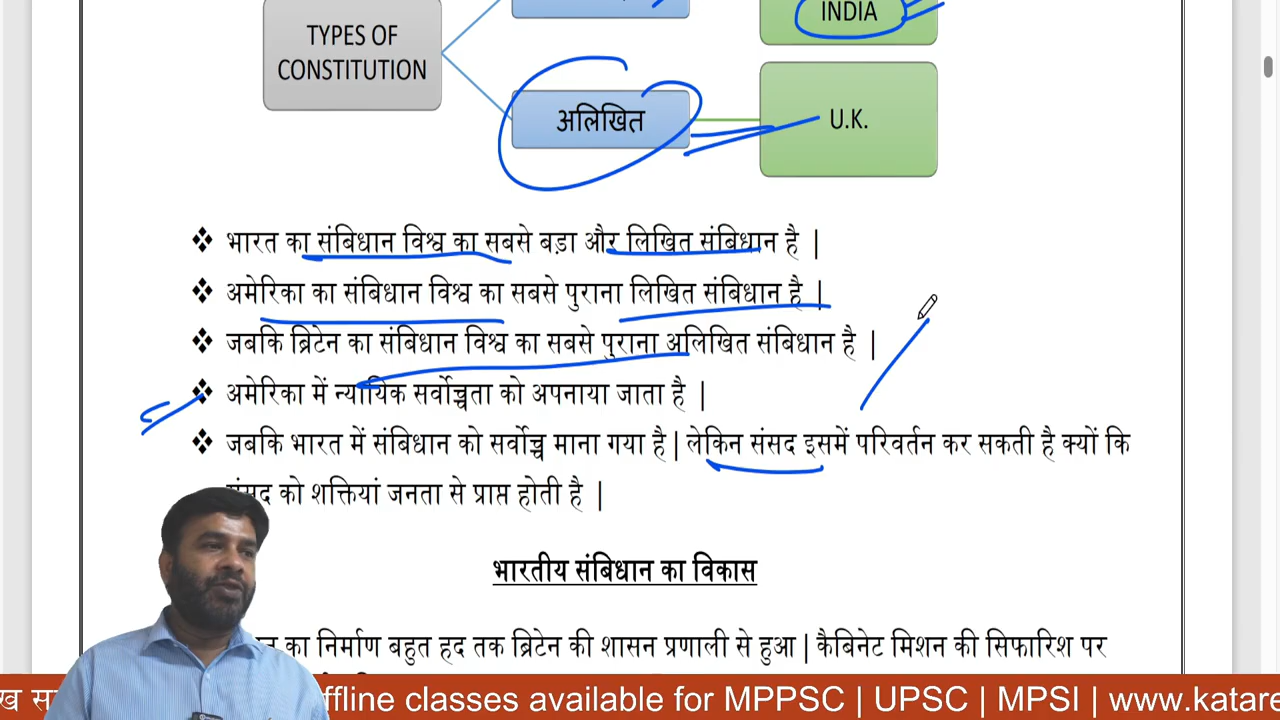 INDIA
TYPES OF
CONSTITUTION
अलिखित
U.K.
❖ भारत का संबिधान विश्व का सबसे बड़ा और लिखित संबिधान है |
❖ अमेरिका का संबिधान विश्व का सबसे पुराना लिखित संबिधान है |
❖ जबकि ब्रिटेन का संबिधान विश्व का सबसे पुराना अलिखित संबिधान है |
❖ अमेरिका में न्यायिक सर्वोच्चता को अपनाया जाता है |
❖ जबकि भारत में संबिधान को सर्वोच्च माना गया है | लेकिन संसद इसमें परिवर्तन कर सकती है क्यों कि
संसद को शक्तियां जनता से प्राप्त होती है |
भारतीय संबिधान का विकास
का निर्माण बहुत हद तक ब्रिटेन की शासन प्रणाली से हुआ | कैबिनेट मिशन की सिफारिश पर
ffline classes available for MPPSC | UPSC | MPSI | www.katare